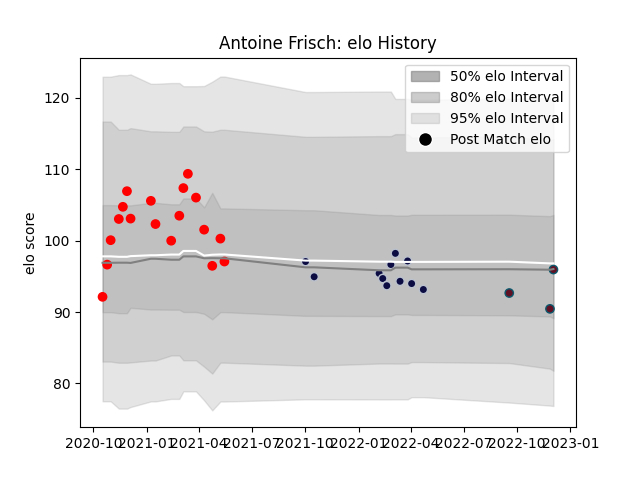 Antoine Frisch: elo History
50% elo Interval
80% elo Interval
95% elo Interval
Post Match elo
elo score
120
110
100
90
80
2020-10 2021-01 2021-04 2021-07 2021-10 2022-01 2022-04 2022-07 2022-10 2023-01